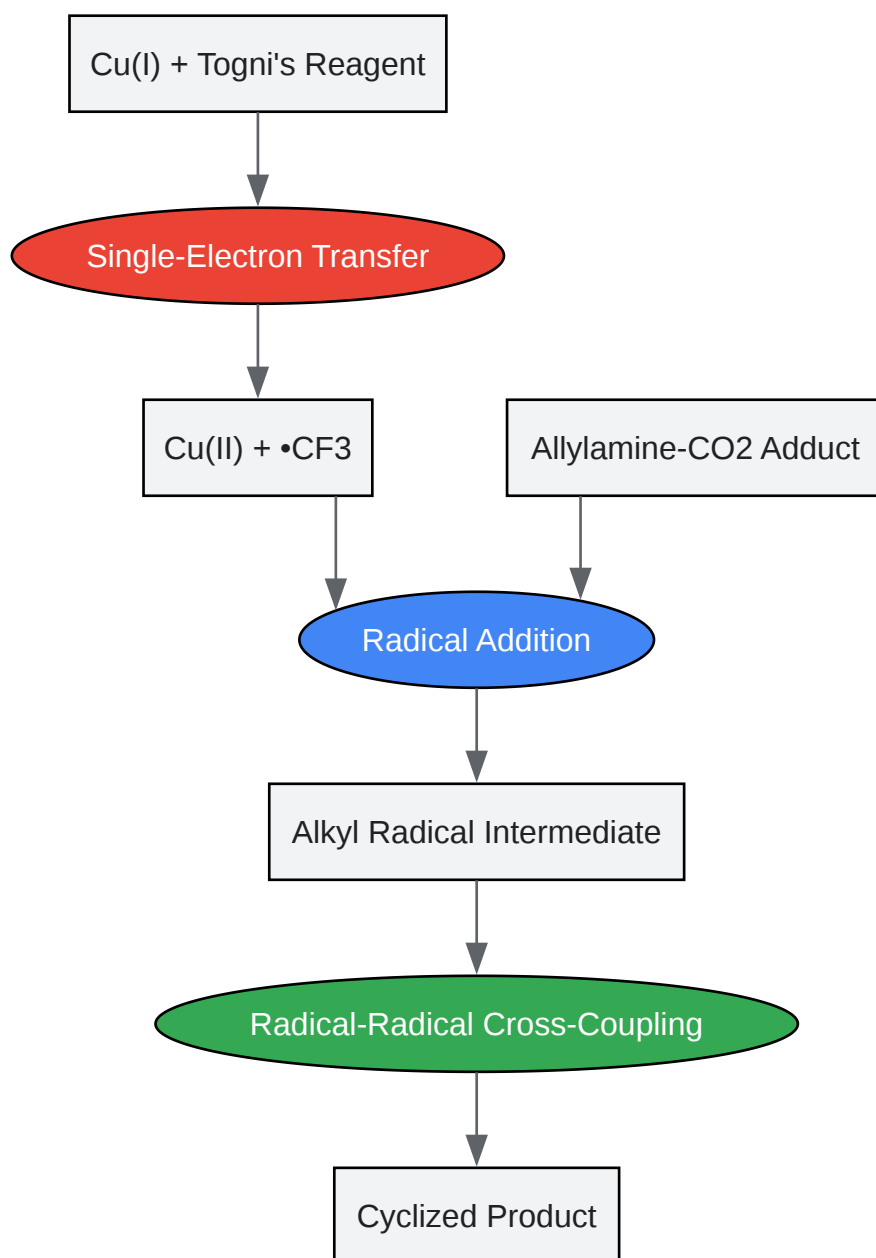 Cu(I) + Togni's Reagent
Single-Electron Transfer
Cu(II) + •CF3
Allylamine-CO2 Adduct
Radical Addition
Alkyl Radical Intermediate
Radical-Radical Cross-Coupling
Cyclized Product